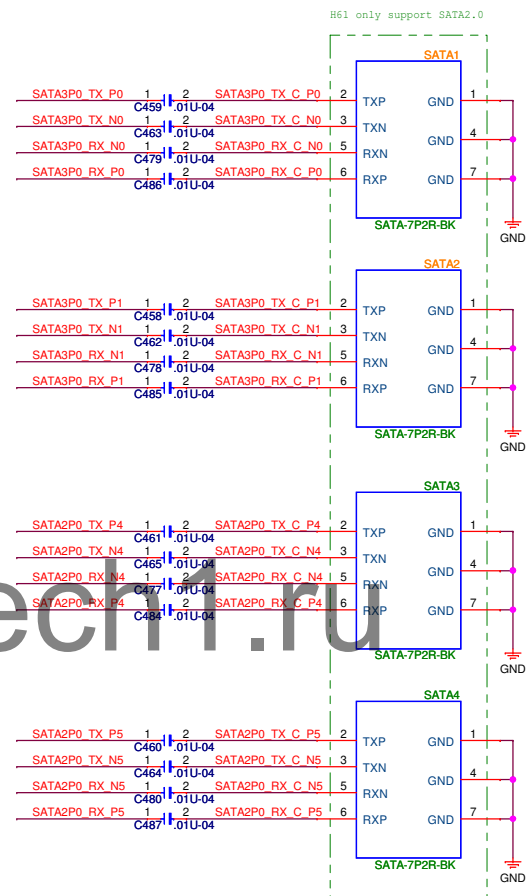 H61 only support SATA2.0
SATA1
SATA3P0_TX_P0 1 2 SATA3P0_TX_C_P0 2 TXP GND 1
C459 .01U-04
SATA3P0_TX_N0 1 2 SATA3P0_TX_C_N0 3 TXN
C463 .01U-04 GND 4
SATA3P0_RX_N0 1 2 SATA3P0_RX_C_N0 5 RXN
C479 .01U-04
SATA3P0_RX_P0 1 2 SATA3P0_RX_C_P0 6 RXP GND 7
C486 .01U-04
SATA-7P2R-BK
GND
SATA2
SATA3P0_TX_P1 1 2 SATA3P0_TX_C_P1 2 TXP GND 1
C458 .01U-04
SATA3P0_TX_N1 1 2 SATA3P0_TX_C_N1 3 TXN
C462 .01U-04 GND 4
SATA3P0_RX_N1 1 2 SATA3P0_RX_C_N1 5 RXN
C478 .01U-04
SATA3P0_RX_P1 1 2 SATA3P0_RX_C_P1 6 RXP GND 7
C485 .01U-04
SATA-7P2R-BK
GND
SATA3
SATA2P0_TX_P4 1 2 SATA2P0_TX_C_P4 2 TXP GND 1
C461 .01U-04
SATA2P0_TX_N4 1 2 SATA2P0_TX_C_N4 3 TXN
C465 .01U-04 GND 4
SATA2P0_RX_N4 1 2 SATA2P0_RX_C_N4 5 RXN
C477 .01U-04
SATA2P0_RX_P4 1 2 SATA2P0_RX_C_P4 6 RXP GND 7
C484 .01U-04
ech1.ru
SATA-7P2R-BK
GND
SATA4
SATA2P0_TX_P5 1 2 SATA2P0_TX_C_P5 2 TXP GND 1
C460 .01U-04
SATA2P0_TX_N5 1 2 SATA2P0_TX_C_N5 3 TXN
C464 .01U-04 GND 4
SATA2P0_RX_N5 1 2 SATA2P0_RX_C_N5 5 RXN
C480 .01U-04
SATA2P0_RX_P5 1 2 SATA2P0_RX_C_P5 6 RXP GND 7
C487 .01U-04
SATA-7P2R-BK
GND